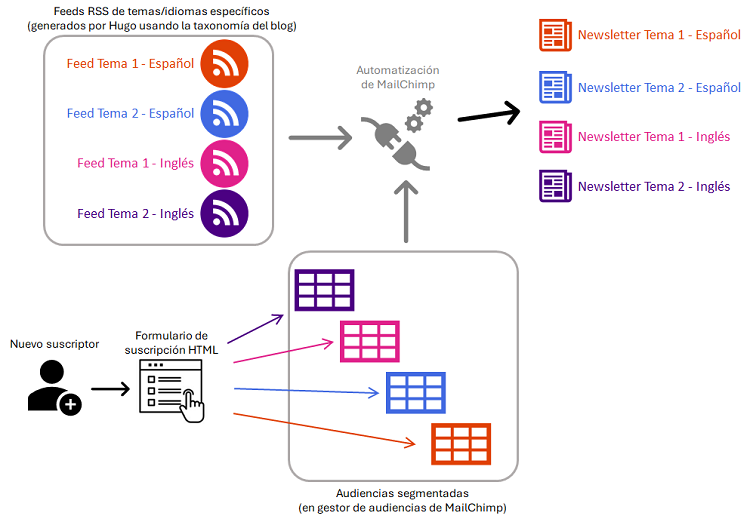 Feeds RSS de temas/idiomas específicos
(generados por Hugo usando la taxonomía del blog)
Feed Tema 1 - Español
Feed Tema 2 - Español
Feed Tema 1 - Inglés
Feed Tema 2 - Inglés
Automatización
de MailChimp
Newsletter Tema 1 - Español
Newsletter Tema 2 - Español
Newsletter Tema 1 - Inglés
Newsletter Tema 2 - Inglés
Nuevo suscriptor
Formulario de
suscripción HTML
Audiencias segmentadas
(en gestor de audiencias de MailChimp)